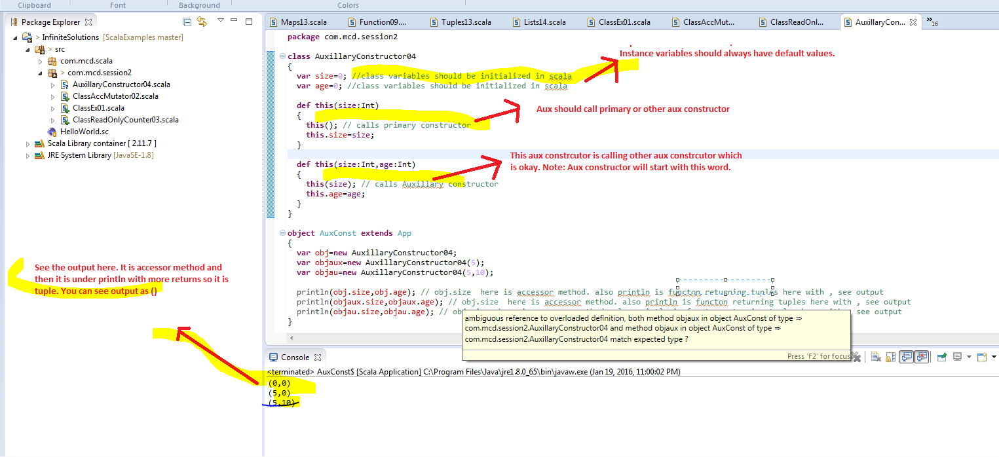 Clipboard Font Background Colors
Package Explorer
InfiniteSolutions [ScalaExamples master]
> src
com.mcd.scala
> com.mcd.session2
AuxillaryConstructor04.scala
ClassAccMutator02.scala
ClassEx01.scala
ClassReadOnlyCounter03.scala
HelloWorld.sc
Scala Library container [ 2.11.7 ]
JRE System Library [JavaSE-1.8]
See the output here. It is accessor method and
then it is under println with more returns so it is
tuple. You can see output as ()
Maps13.scala Function09.... Tuples13.scala Lists14.scala ClassEx01.scala ClassAccMut... ClassReadOnl... AuxillaryCon... »16
package com.mcd.session2
class AuxillaryConstructor04
{
var size=0; //class variables should be initialized in scala
var age=0; //class variables should be initialized in scala
def this(size:Int)
{
this(); // calls primary constructor
this.size=size;
}
def this(size:Int,age:Int)
{
this(size); // calls Auxillary constructor
this.age=age;
}
}
object AuxConst extends App
{
var obj=new AuxillaryConstructor04;
var objaux=new AuxillaryConstructor04(5);
var objau=new AuxillaryConstructor04(5,10);
println(obj.size,obj.age); // obj.size here is accessor method. also println is functon returning tuples here with , see output
println(objaux.size,objaux.age); // obj.size here is accessor method. also println is functon returning tuples here with , see output
println(objau.size,objau.age); // see output
}
Instance variables should always have default values.
Aux should call primary or other aux constructor
This aux constrcutor is calling other aux constrcutor which
is okay. Note: Aux constructor will start with this word.
ambiguous reference to overloaded definition, both method objaux in object AuxConst of type ⇒
com.mcd.session2.AuxillaryConstructor04 and method objaux in object AuxConst of type ⇒
com.mcd.session2.AuxillaryConstructor04 match expected type ?
Press 'F2' for focus
Console
<terminated> AuxConst$ [Scala Application] C:\Program Files\Java\jre1.8.0_65\bin\javaw.exe (Jan 19, 2016, 11:00:02 PM)
(0,0)
(5,0)
(5,10)